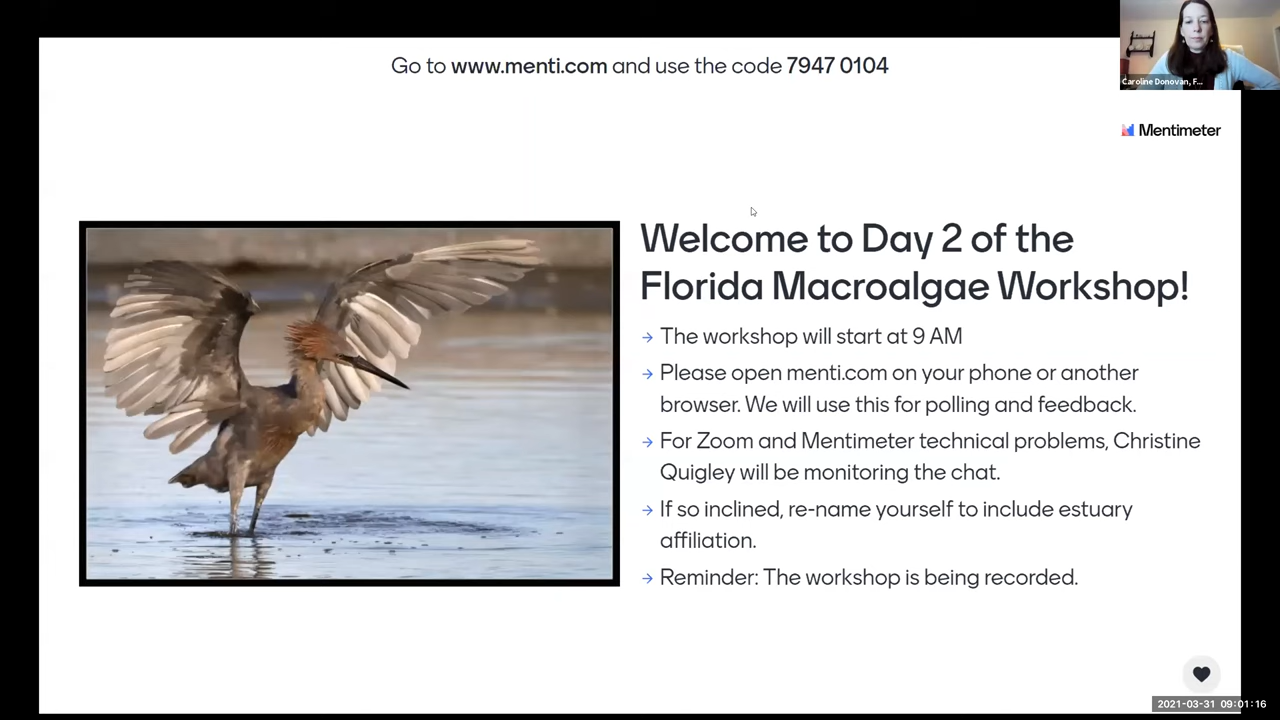 Go to www.menti.com and use the code 7947 0104
Caroline Donovan, F...
Mentimeter
Welcome to Day 2 of the
Florida Macroalgae Workshop!
→ The workshop will start at 9 AM
→ Please open menti.com on your phone or another
browser. We will use this for polling and feedback.
→ For Zoom and Mentimeter technical problems, Christine
Quigley will be monitoring the chat.
→ If so inclined, re-name yourself to include estuary
affiliation.
→ Reminder: The workshop is being recorded.
2021-03-31 09:01:16